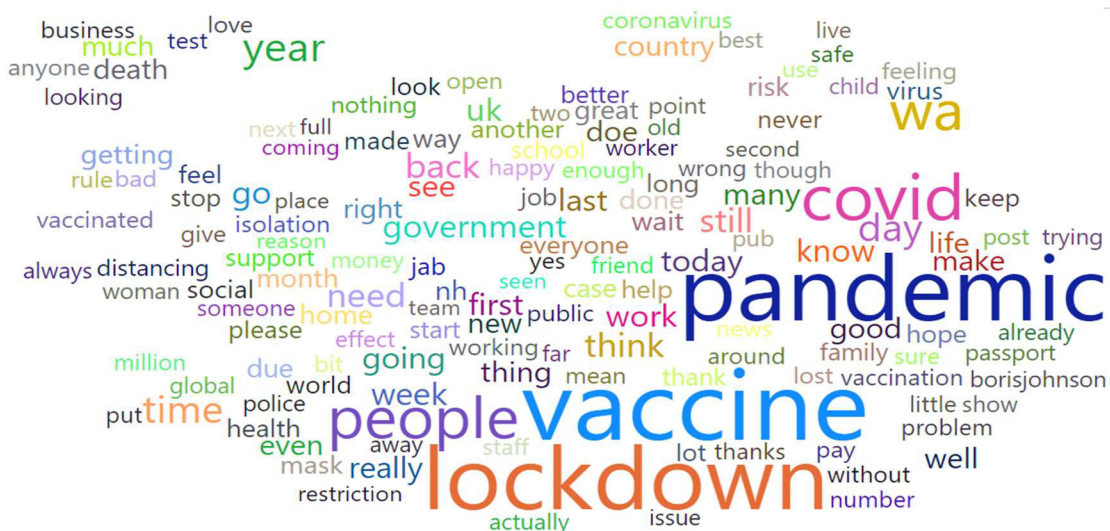 business love coronavirus live
much test year country best safe
anyone death use feeling
looking look open better risk child virus
nothing uk two great point wa
next full another doe old never
coming made way school worker second
getting back happy enough wrong though
rule bad feel see long covid
stop go place job last done many keep
vaccinated right wait still day
give isolation government pub
reason everyone know life post trying
support money jab yes friend today make
always distancing month seen
woman social need nh case help pandemic
someone home team first public work
please start new news good hope already
effect working far think
million due bit going thing around family sure passport
global world week mean thank lost vaccination borisjohnson
put time police people vaccine little show
health problem
even away staff lot thanks pay well
mask really lockdown without
restriction number
actually issue